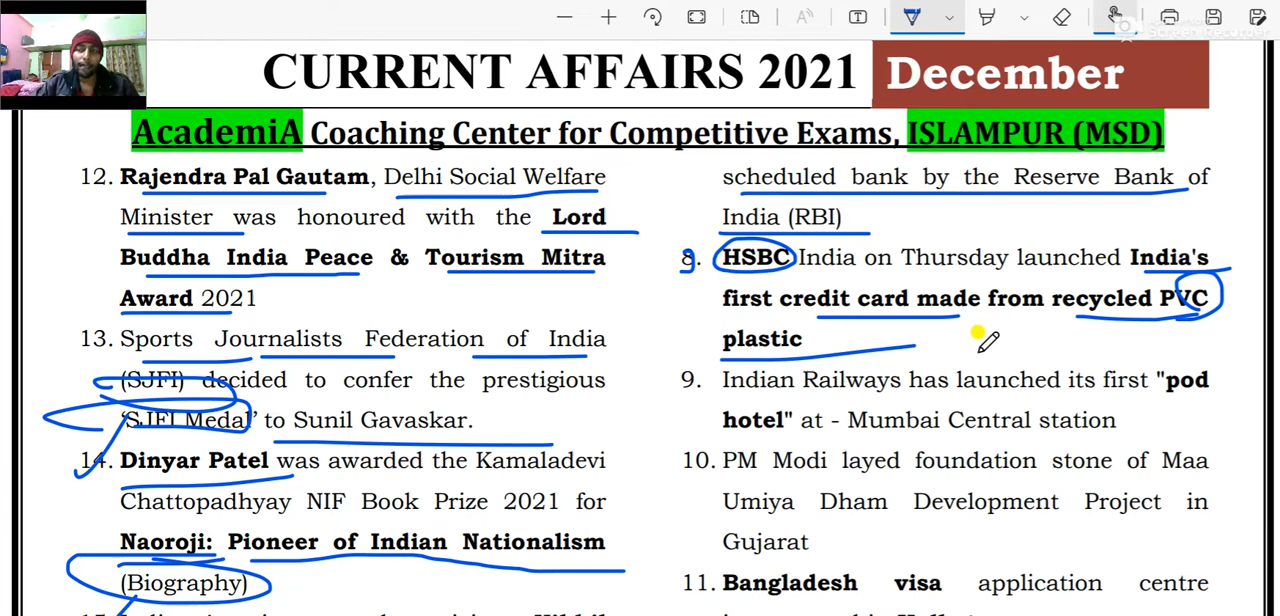 CURRENT AFFAIRS 2021 December
AcademiA Coaching Center for Competitive Exams, ISLAMPUR (MSD)
12. Rajendra Pal Gautam, Delhi Social Welfare
Minister was honoured with the Lord
Buddha India Peace & Tourism Mitra
Award 2021
13. Sports Journalists Federation of India
(SJFI) decided to confer the prestigious
‘SJFI Medal’ to Sunil Gavaskar.
14. Dinyar Patel was awarded the Kamaladevi
Chattopadhyay NIF Book Prize 2021 for
Naoroji: Pioneer of Indian Nationalism
(Biography)
scheduled bank by the Reserve Bank of
India (RBI)
8. HSBC India on Thursday launched India's
first credit card made from recycled PVC
plastic
9. Indian Railways has launched its first "pod
hotel" at - Mumbai Central station
10. PM Modi layed foundation stone of Maa
Umiya Dham Development Project in
Gujarat
11. Bangladesh visa application centre